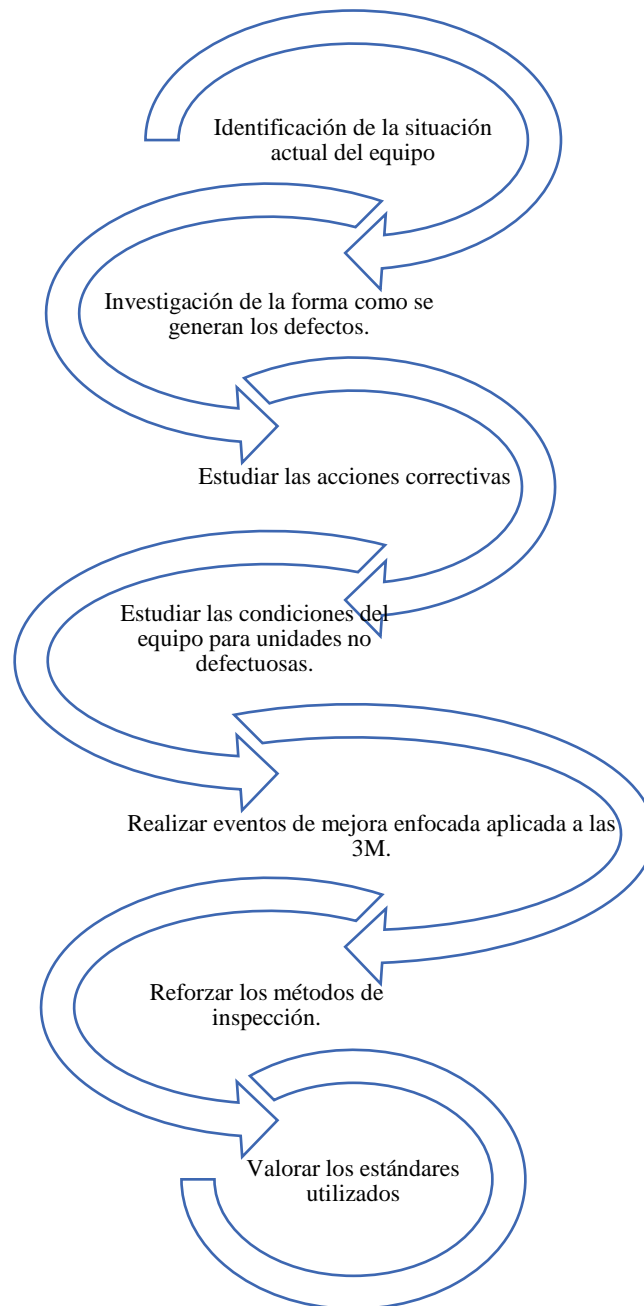 Identificación de la situación
actual del equipo
Investigación de la forma como se
generan los defectos.
Estudiar las acciones correctivas
Estudiar las condiciones del
equipo para unidades no
defectuosas.
Realizar eventos de mejora enfocada aplicada a las
3M.
Reforzar los métodos de
inspección.
Valorar los estándares
utilizados